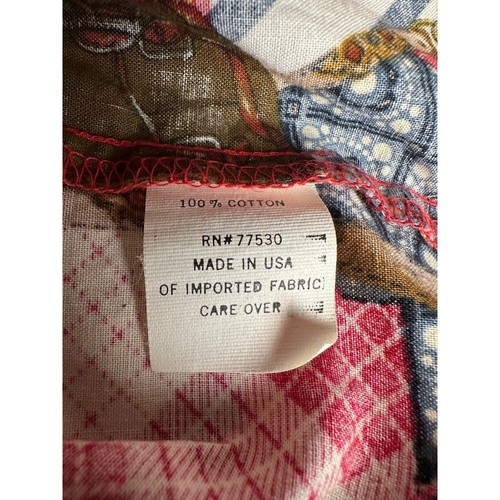 100% COTTON
RN# 77530
MADE IN USA
OF IMPORTED FABRIC
CARE OVER